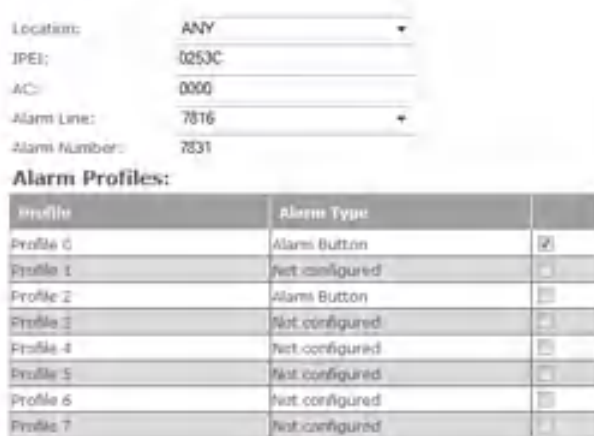 Location: ANY
IPEI: 0253C
AC: 0000
Alarm Line: 7816
Alarm Number: 7831
Alarm Profiles:
Profile Alarm Type
Profile 0 Alarm Button
Profile 1 Not configured
Profile 2 Alarm Button
Profile 3 Not configured
Profile 4 Not configured
Profile 5 Not configured
Profile 6 Not configured
Profile 7 Not configured